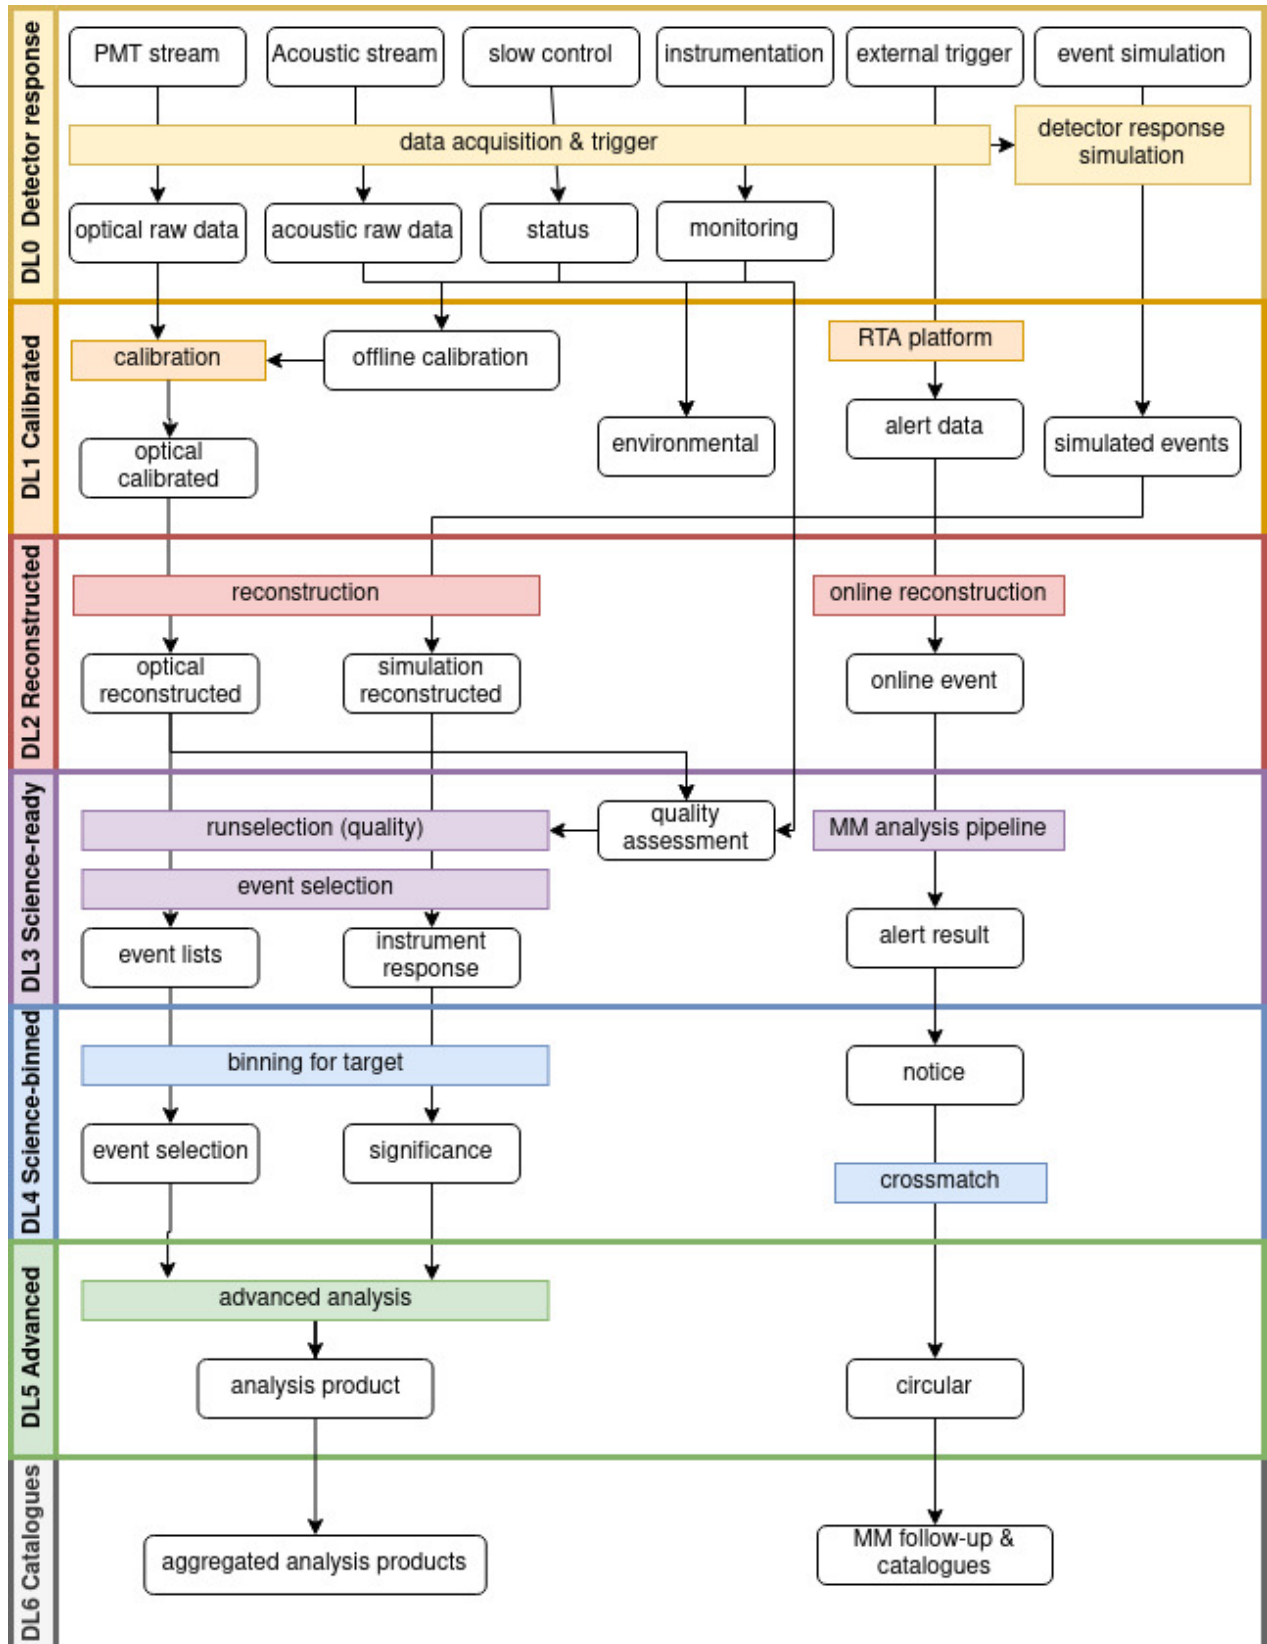 DL0 Detector response
PMT stream
Acoustic stream
slow control
instrumentation
external trigger
event simulation
data acquisition & trigger
detector response
simulation
optical raw data
acoustic raw data
status
monitoring
DL1 Calibrated
calibration
offline calibration
RTA platform
optical
calibrated
environmental
alert data
simulated events
DL2 Reconstructed
reconstruction
online reconstruction
optical
reconstructed
simulation
reconstructed
online event
DL3 Science-ready
runselection (quality)
quality
assessment
MM analysis pipeline
event selection
event lists
instrument
response
alert result
DL4 Science-binned
binning for target
notice
event selection
significance
crossmatch
DL5 Advanced
advanced analysis
analysis product
circular
DL6 Catalogues
aggregated analysis products
MM follow-up &
catalogues